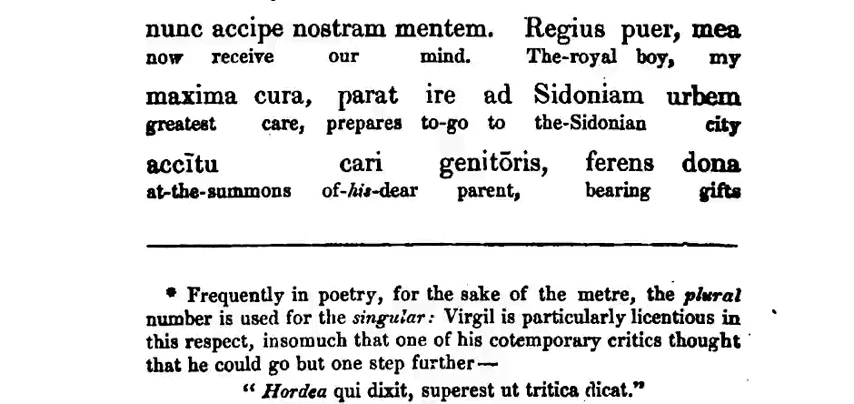 nunc accipe nostram mentem. Regius puer, mea
now receive our mind. The-royal boy, my
maxima cura, parat ire ad Sidoniam urbem
greatest care, prepares to-go to the-Sidonian city
accītu cari genitōris, ferens dona
at-the-summons of-his-dear parent, bearing gifts
* Frequently in poetry, for the sake of the metre, the plural
number is used for the singular: Virgil is particularly licentious in
this respect, insomuch that one of his cotemporary critics thought
that he could go but one step further—
“ Hordea qui dixit, superest ut tritica dicat.”